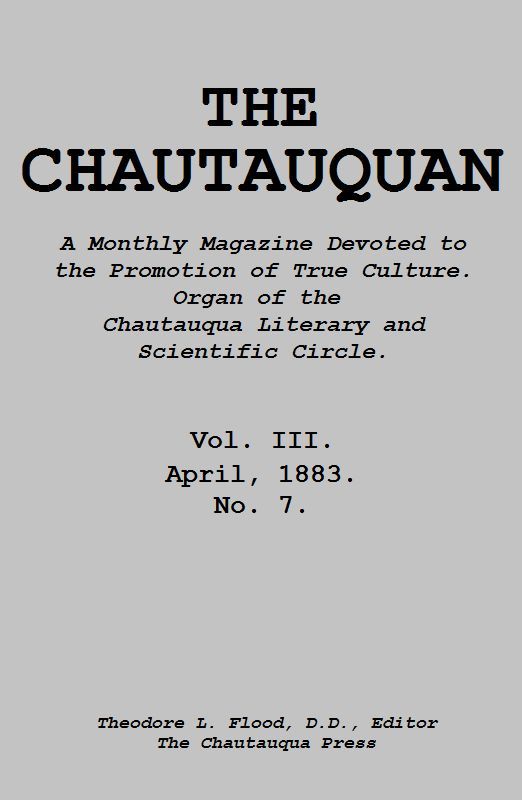 THE
CHAUTAUQUAN
A Monthly Magazine Devoted to
the Promotion of True Culture.
Organ of the
Chautauqua Literary and
Scientific Circle.
Vol. III.
April, 1883.
No. 7.
Theodore L. Flood, D.D., Editor
The Chautauqua Press